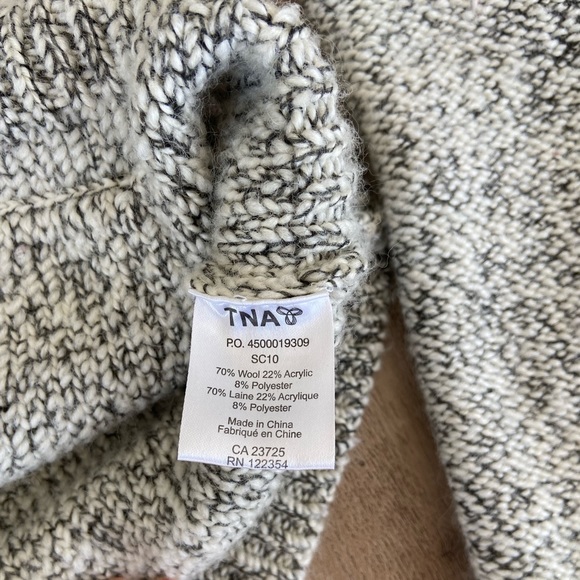 TNA
P.O. 4500019309
SC10
70% Wool 22% Acrylic
8% Polyester
70% Laine 22% Acrylique
8% Polyester
Made in China
Fabriqué en Chine
CA 23725
RN 122354